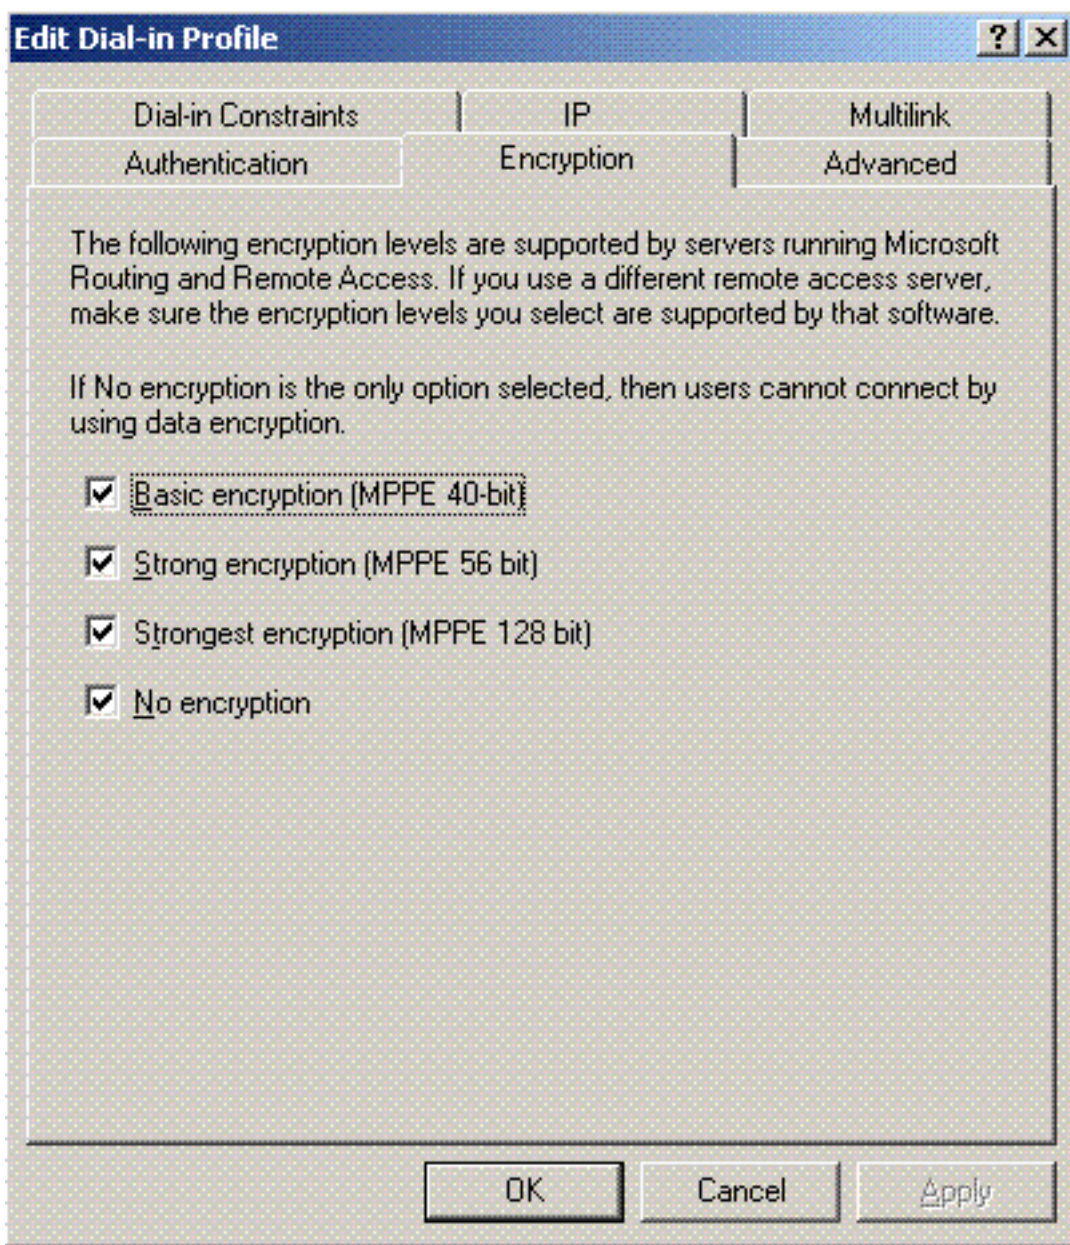 Edit Dial-in Profile
Dial-in Constraints
IP
Multilink
Authentication
Encryption
Advanced
The following encryption levels are supported by servers running Microsoft
Routing and Remote Access. If you use a different remote access server,
make sure the encryption levels you select are supported by that software.
If No encryption is the only option selected, then users cannot connect by
using data encryption.
Basic encryption (MPPE 40-bit)
Strong encryption (MPPE 56 bit)
Strongest encryption (MPPE 128 bit)
No encryption
OK
Cancel
Apply